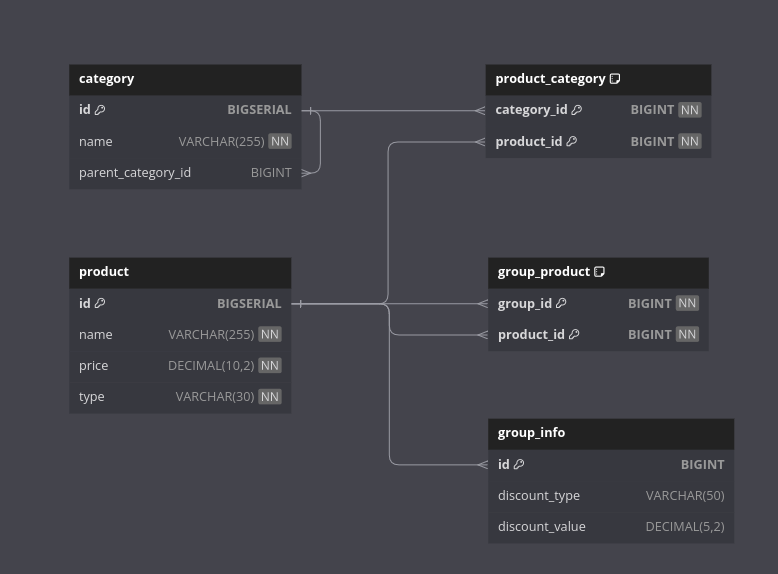 category
id BIGSERIAL
name VARCHAR(255) NN
parent_category_id BIGINT
product_category
category_id BIGINT NN
product_id BIGINT NN
product
id BIGSERIAL
name VARCHAR(255) NN
price DECIMAL(10,2) NN
type VARCHAR(30) NN
group_product
group_id BIGINT NN
product_id BIGINT NN
group_info
id BIGINT
discount_type VARCHAR(50)
discount_value DECIMAL(5,2)